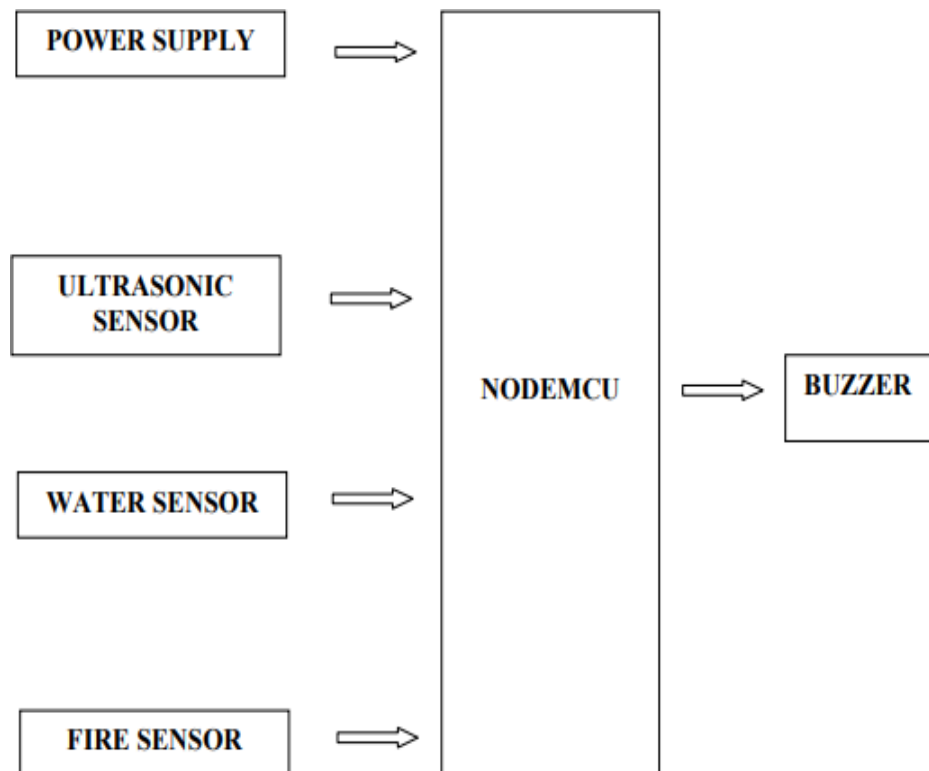 POWER SUPPLY
ULTRASONIC
SENSOR
NODEMCU
BUZZER
WATER SENSOR
FIRE SENSOR